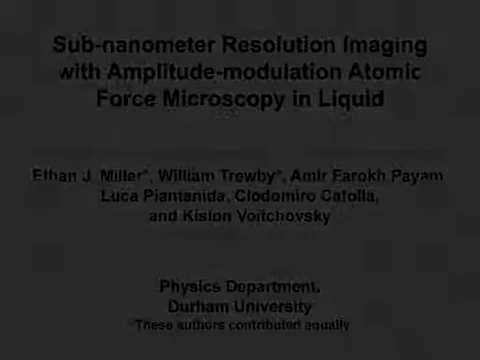 Sub-nanometer Resolution Imaging
with Amplitude-modulation Atomic
Force Microscopy in Liquid
Ethan J. Miller*, William Trewby*, Amir Farokh Payam
Luca Piantanida, Clodomiro Cafolla,
and Kislon Voitchovsky
Physics Department,
Durham University
These authors contributed equally